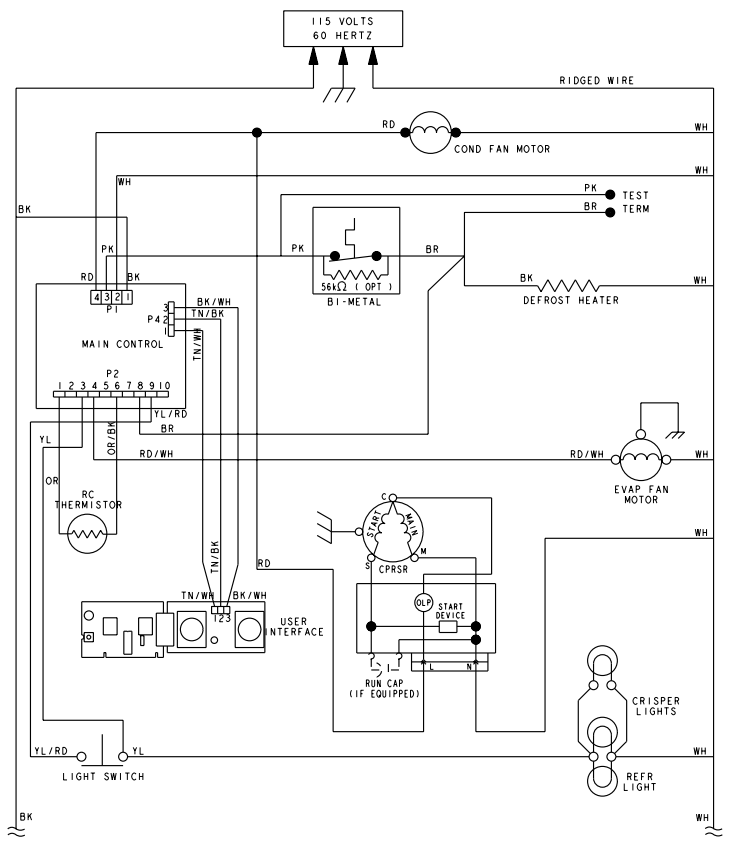 115 VOLTS
60 HERTZ
RIDGED WIRE
RD
WH
COND FAN MOTOR
WH
WH
PK
TEST
BK
BR
TERM
PK
PK
BR
RD
BK
BK
WH
4 3 2 1
P1
56kΩ ( OPT )
BI-METAL
DEFROST HEATER
3
BK/WH
P4 2
TN/BK
1
TN/WH
MAIN CONTROL
P2
1 2 3 4 5 6 7 8 9 10
YL/RD
BR
OR/BK
YL
RD/WH
RD/WH
WH
EVAP FAN
MOTOR
OR
RC
THERMISTOR
C
START
MAIN
S
M
CPRSR
WH
TN/BK
RD
TN/WH
BK/WH
123
USER
INTERFACE
OLP
START
DEVICE
L
N
RUN CAP
(IF EQUIPPED)
CRISPER
LIGHTS
YL/RD
YL
WH
LIGHT SWITCH
REFR
LIGHT
BK
WH